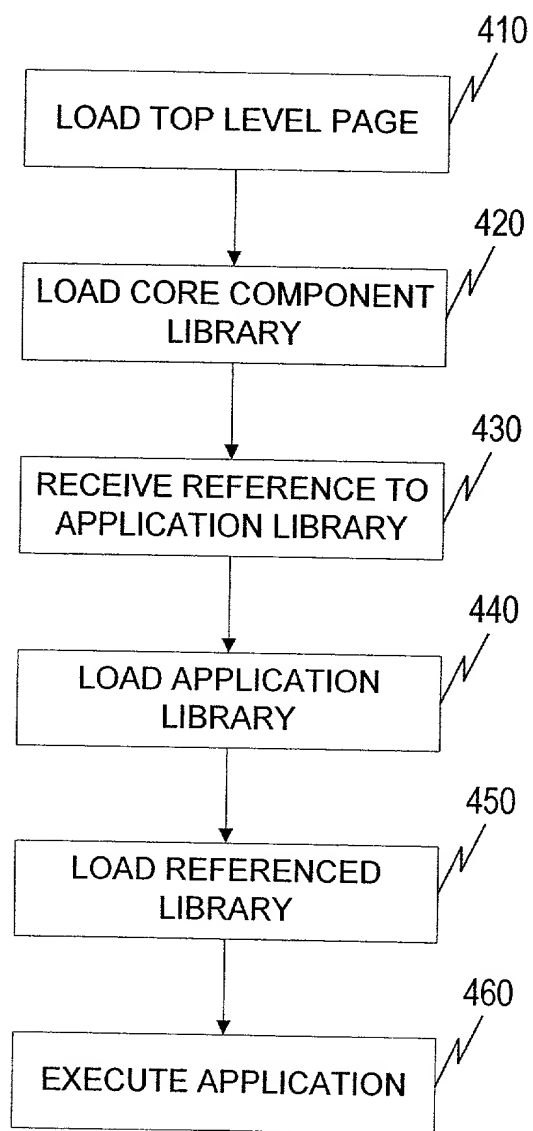 410
LOAD TOP LEVEL PAGE
420
LOAD CORE COMPONENT
LIBRARY
430
RECEIVE REFERENCE TO
APPLICATION LIBRARY
440
LOAD APPLICATION
LIBRARY
450
LOAD REFERENCED
LIBRARY
460
EXECUTE APPLICATION